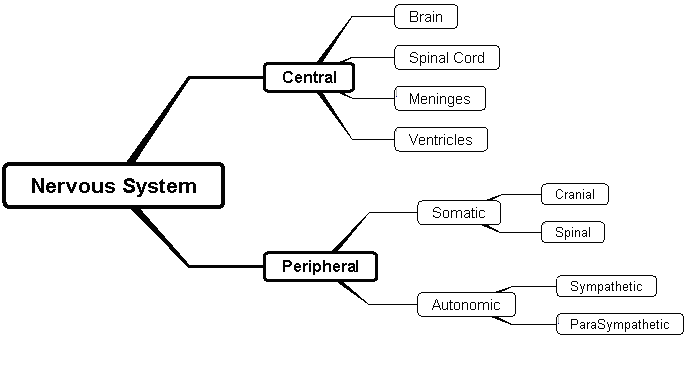 Brain
Spinal Cord
Central
Meninges
Ventricles
Nervous System
Cranial
Somatic
Spinal
Peripheral
Sympathetic
Autonomic
ParaSympathetic